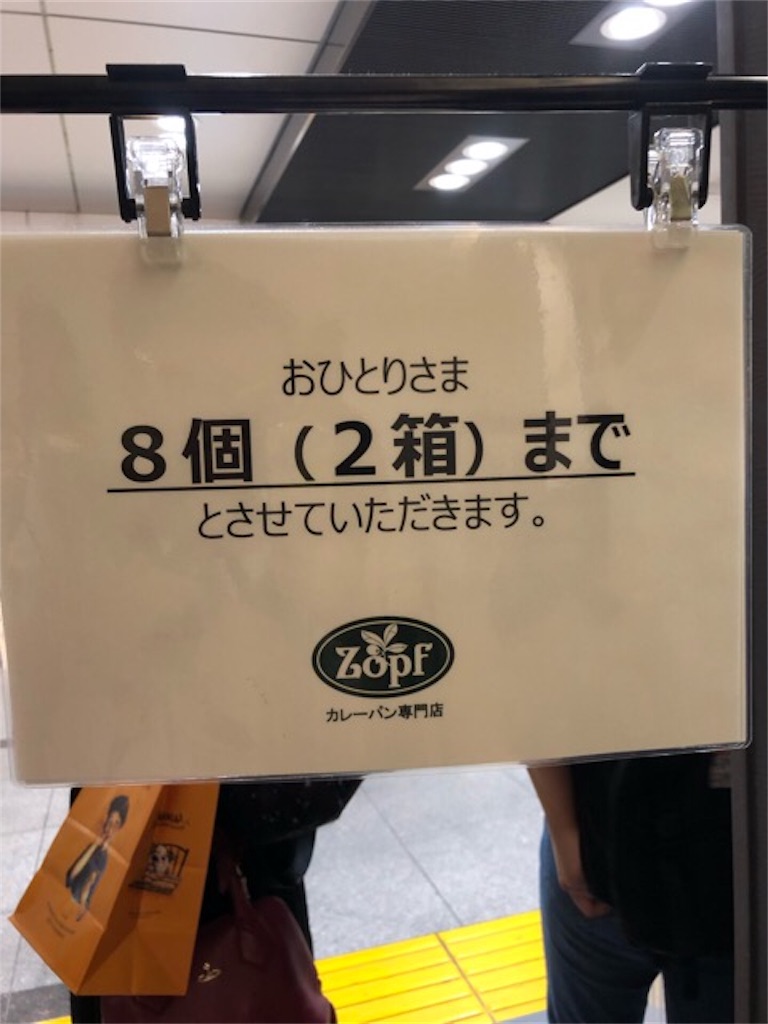 おひとりさま
8個（2箱）まで
とさせていただきます。
Zopf
カレーパン専門店